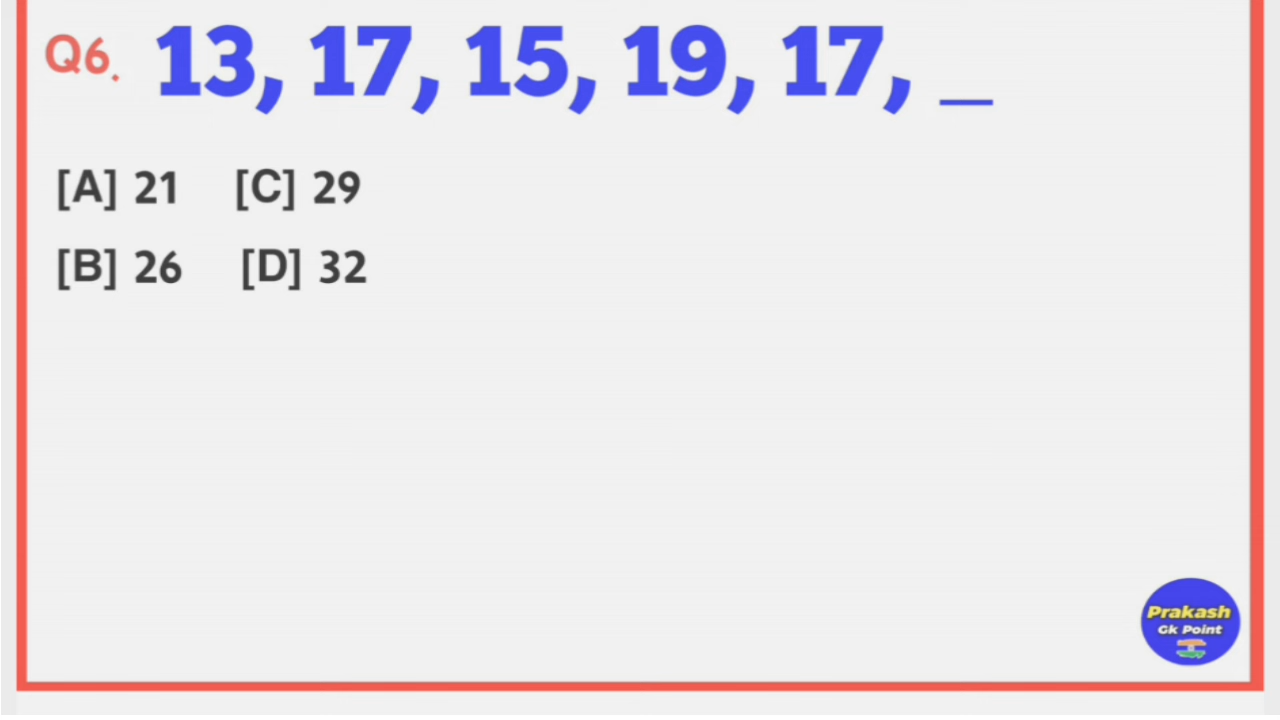 Q6. 13, 17, 15, 19, 17, _
[A] 21 [C] 29
[B] 26 [D] 32
Prakash
Gk Point